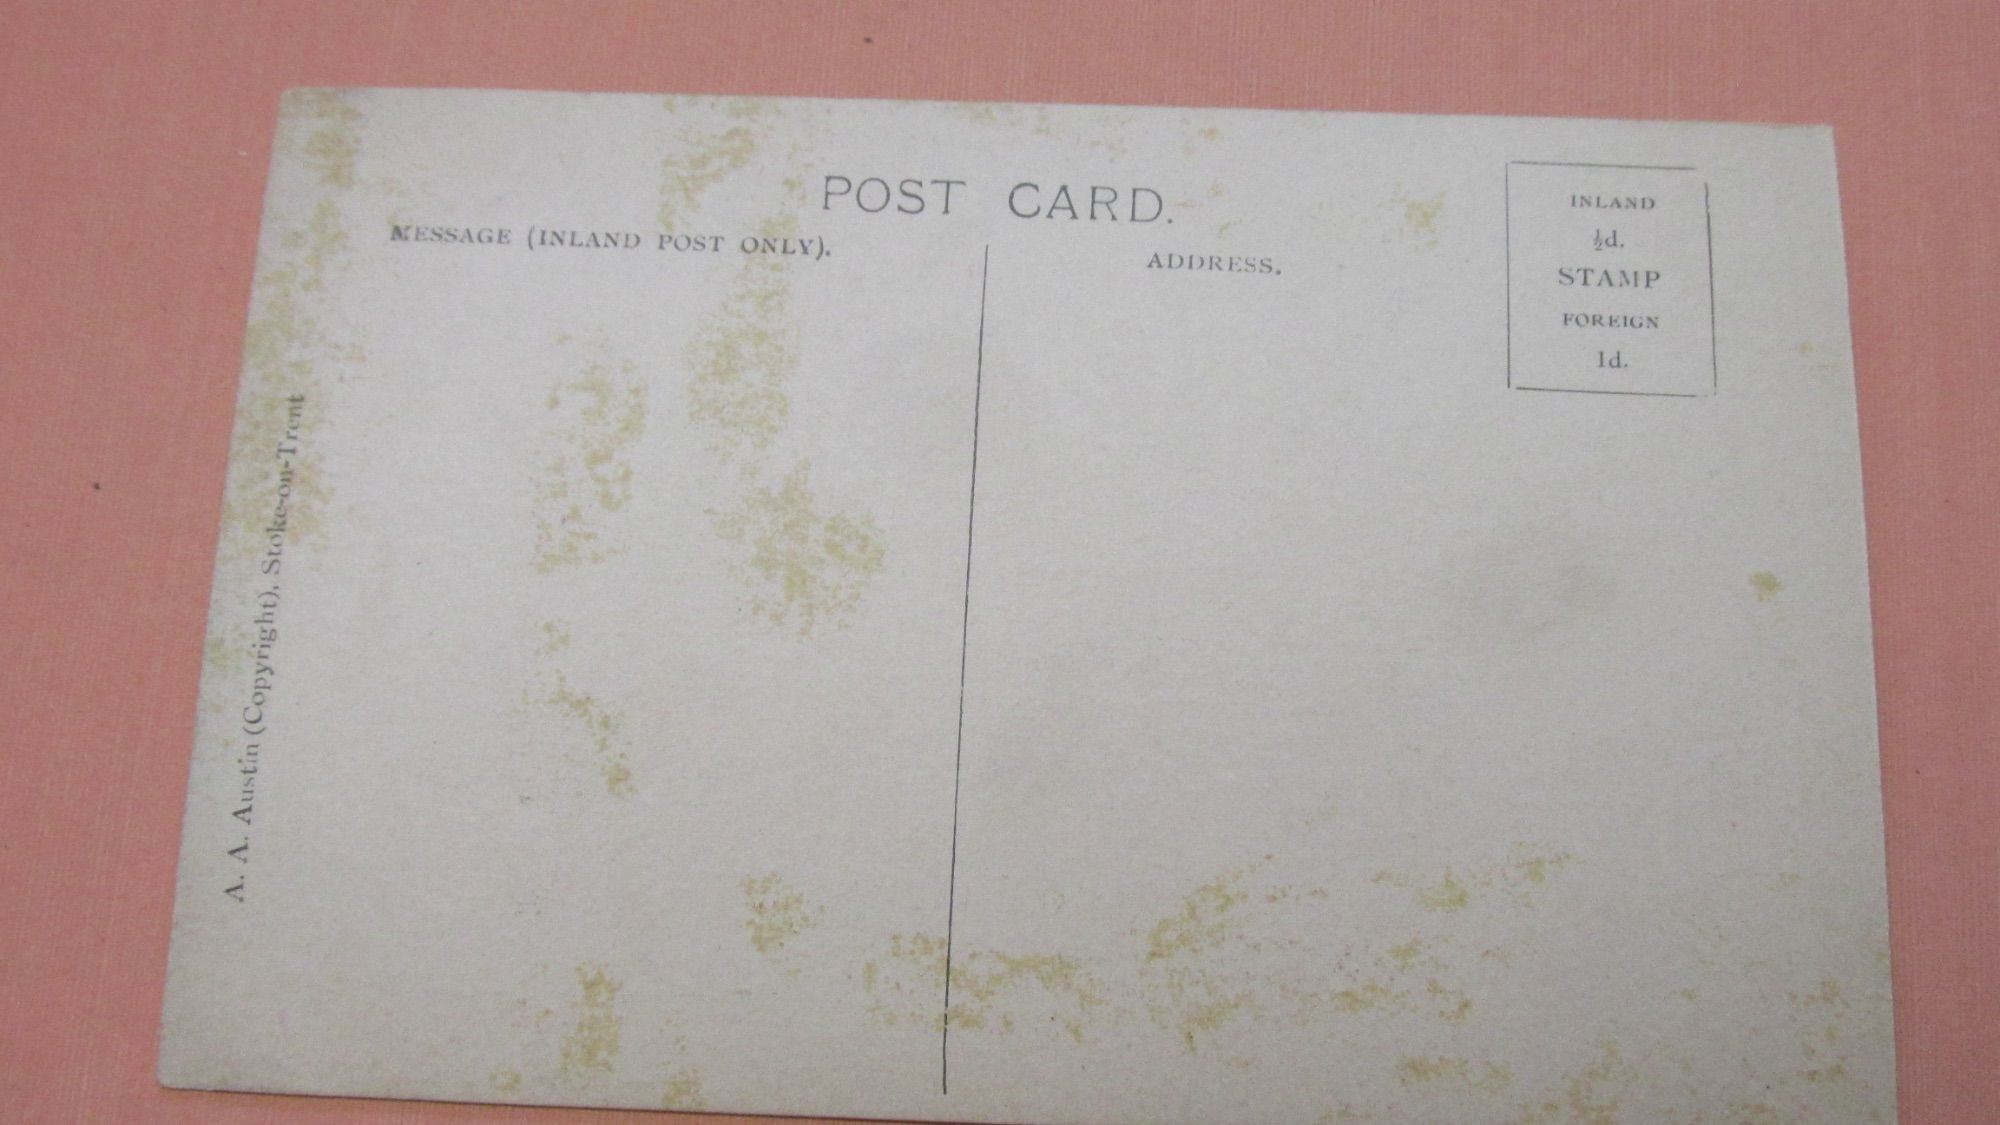 POST CARD.
MESSAGE (INLAND POST ONLY).
ADDRESS.
INLAND
½d.
STAMP
FOREIGN
1d.
A. A. Austin (Copyright), Stoke-on-Trent